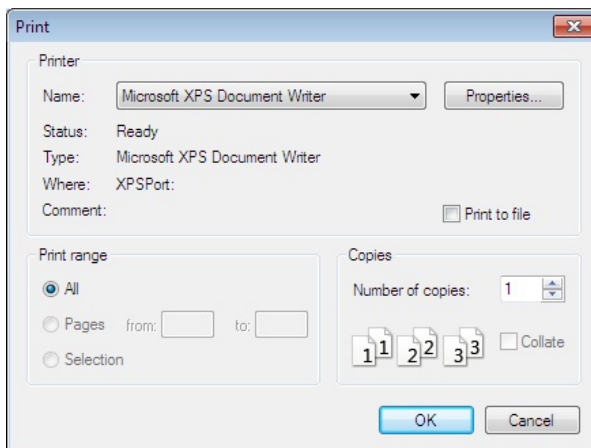 Print
Printer
Name: Microsoft XPS Document Writer Properties...
Status: Ready
Type: Microsoft XPS Document Writer
Where: XPSPort:
Comment:
Print to file
Print range
All
Pages from: to:
Selection
Copies
Number of copies: 1
1 1 2 2 3 3 Collate
OK Cancel